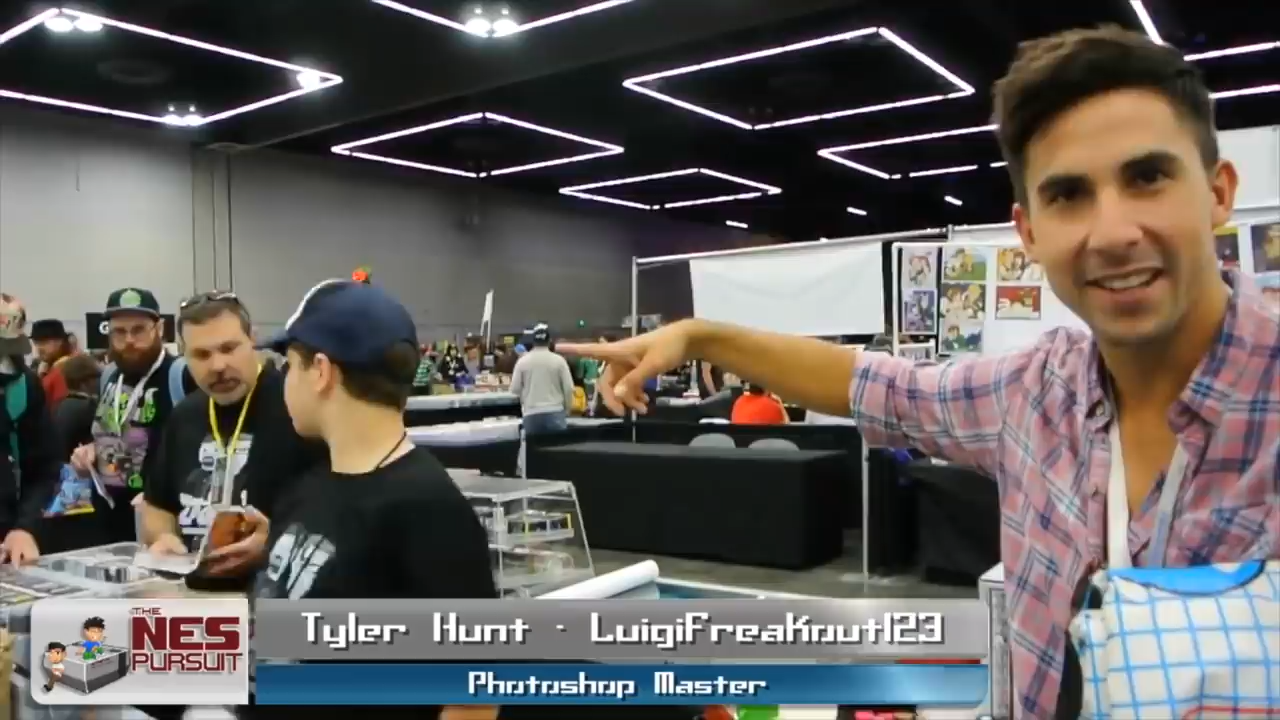 THE
NES
PURSUIT
Tyler Hunt - LuigiFreakout123
Photoshop Master